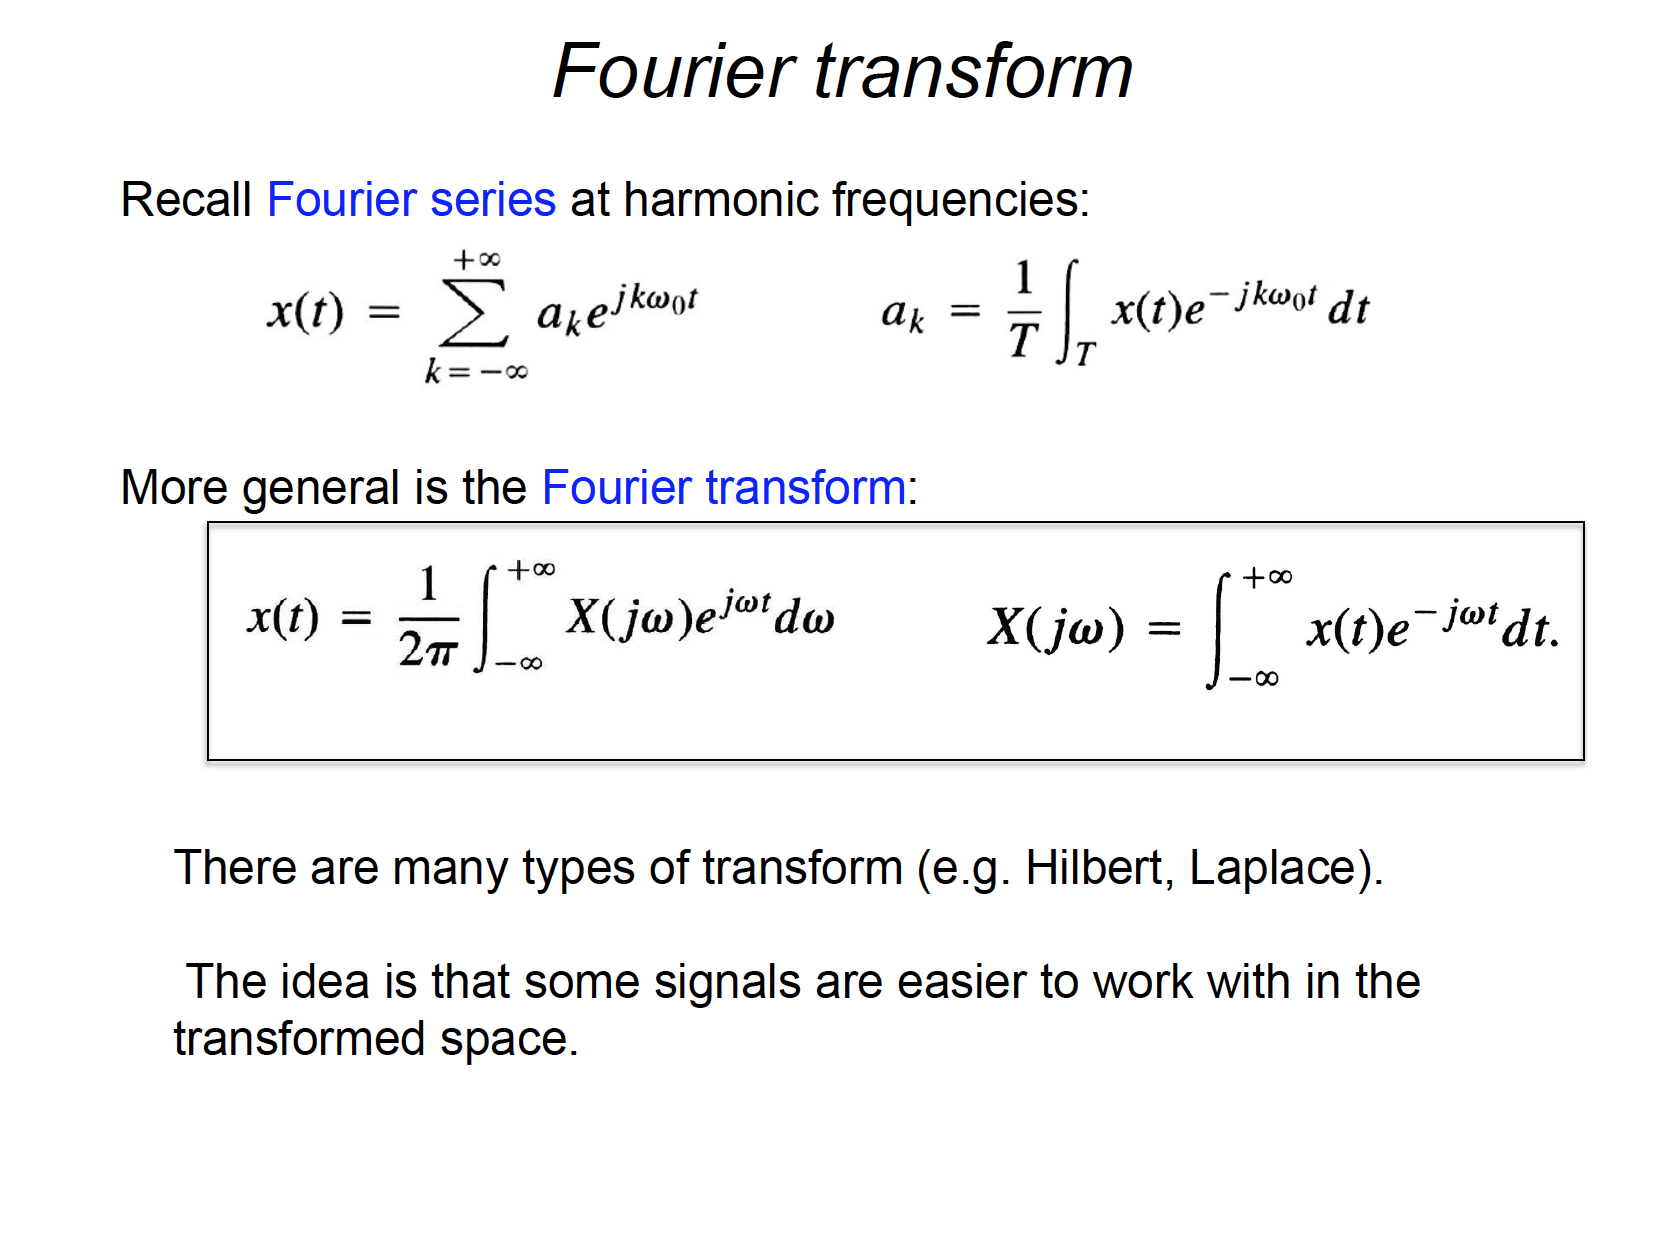 Fourier transform
Recall Fourier series at harmonic frequencies:
x(t) = \sum_{k=-\infty}^{+\infty} a_k e^{jk\omega_0 t}    a_k = \frac{1}{T} \int_T x(t)e^{-jk\omega_0 t} dt
More general is the Fourier transform:
x(t) = \frac{1}{2\pi} \int_{-\infty}^{+\infty} X(j\omega)e^{j\omega t} d\omega    X(j\omega) = \int_{-\infty}^{+\infty} x(t)e^{-j\omega t} dt.
There are many types of transform (e.g. Hilbert, Laplace).
The idea is that some signals are easier to work with in the
transformed space.